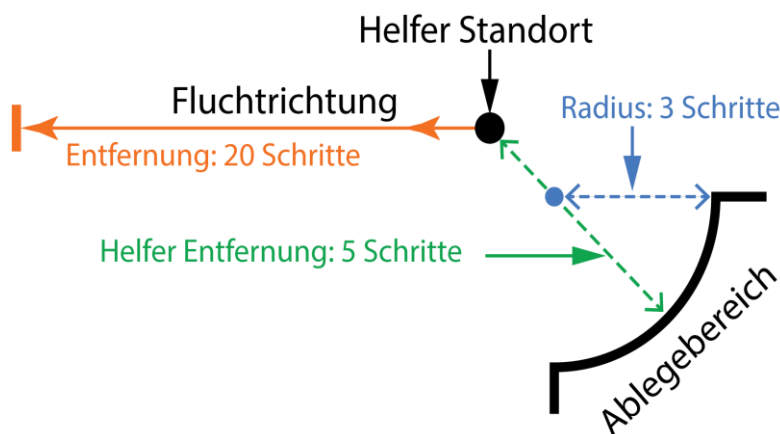 Helfer Standort
Fluchtrichtung
Radius: 3 Schritte
Entfernung: 20 Schritte
Helfer Entfernung: 5 Schritte
Ablegebereich